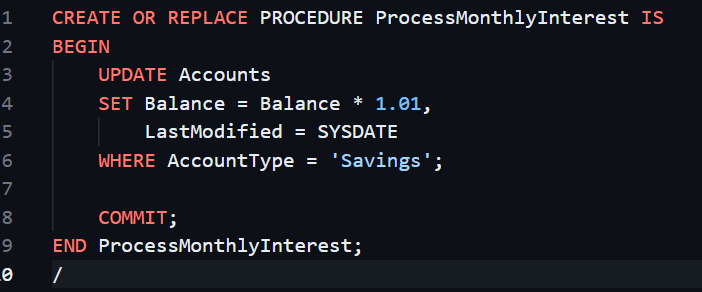 1 CREATE OR REPLACE PROCEDURE ProcessMonthlyInterest IS
2 BEGIN
3     UPDATE Accounts
4     SET Balance = Balance * 1.01,
5         LastModified = SYSDATE
6     WHERE AccountType = 'Savings';
7
8     COMMIT;
9 END ProcessMonthlyInterest;
0 /